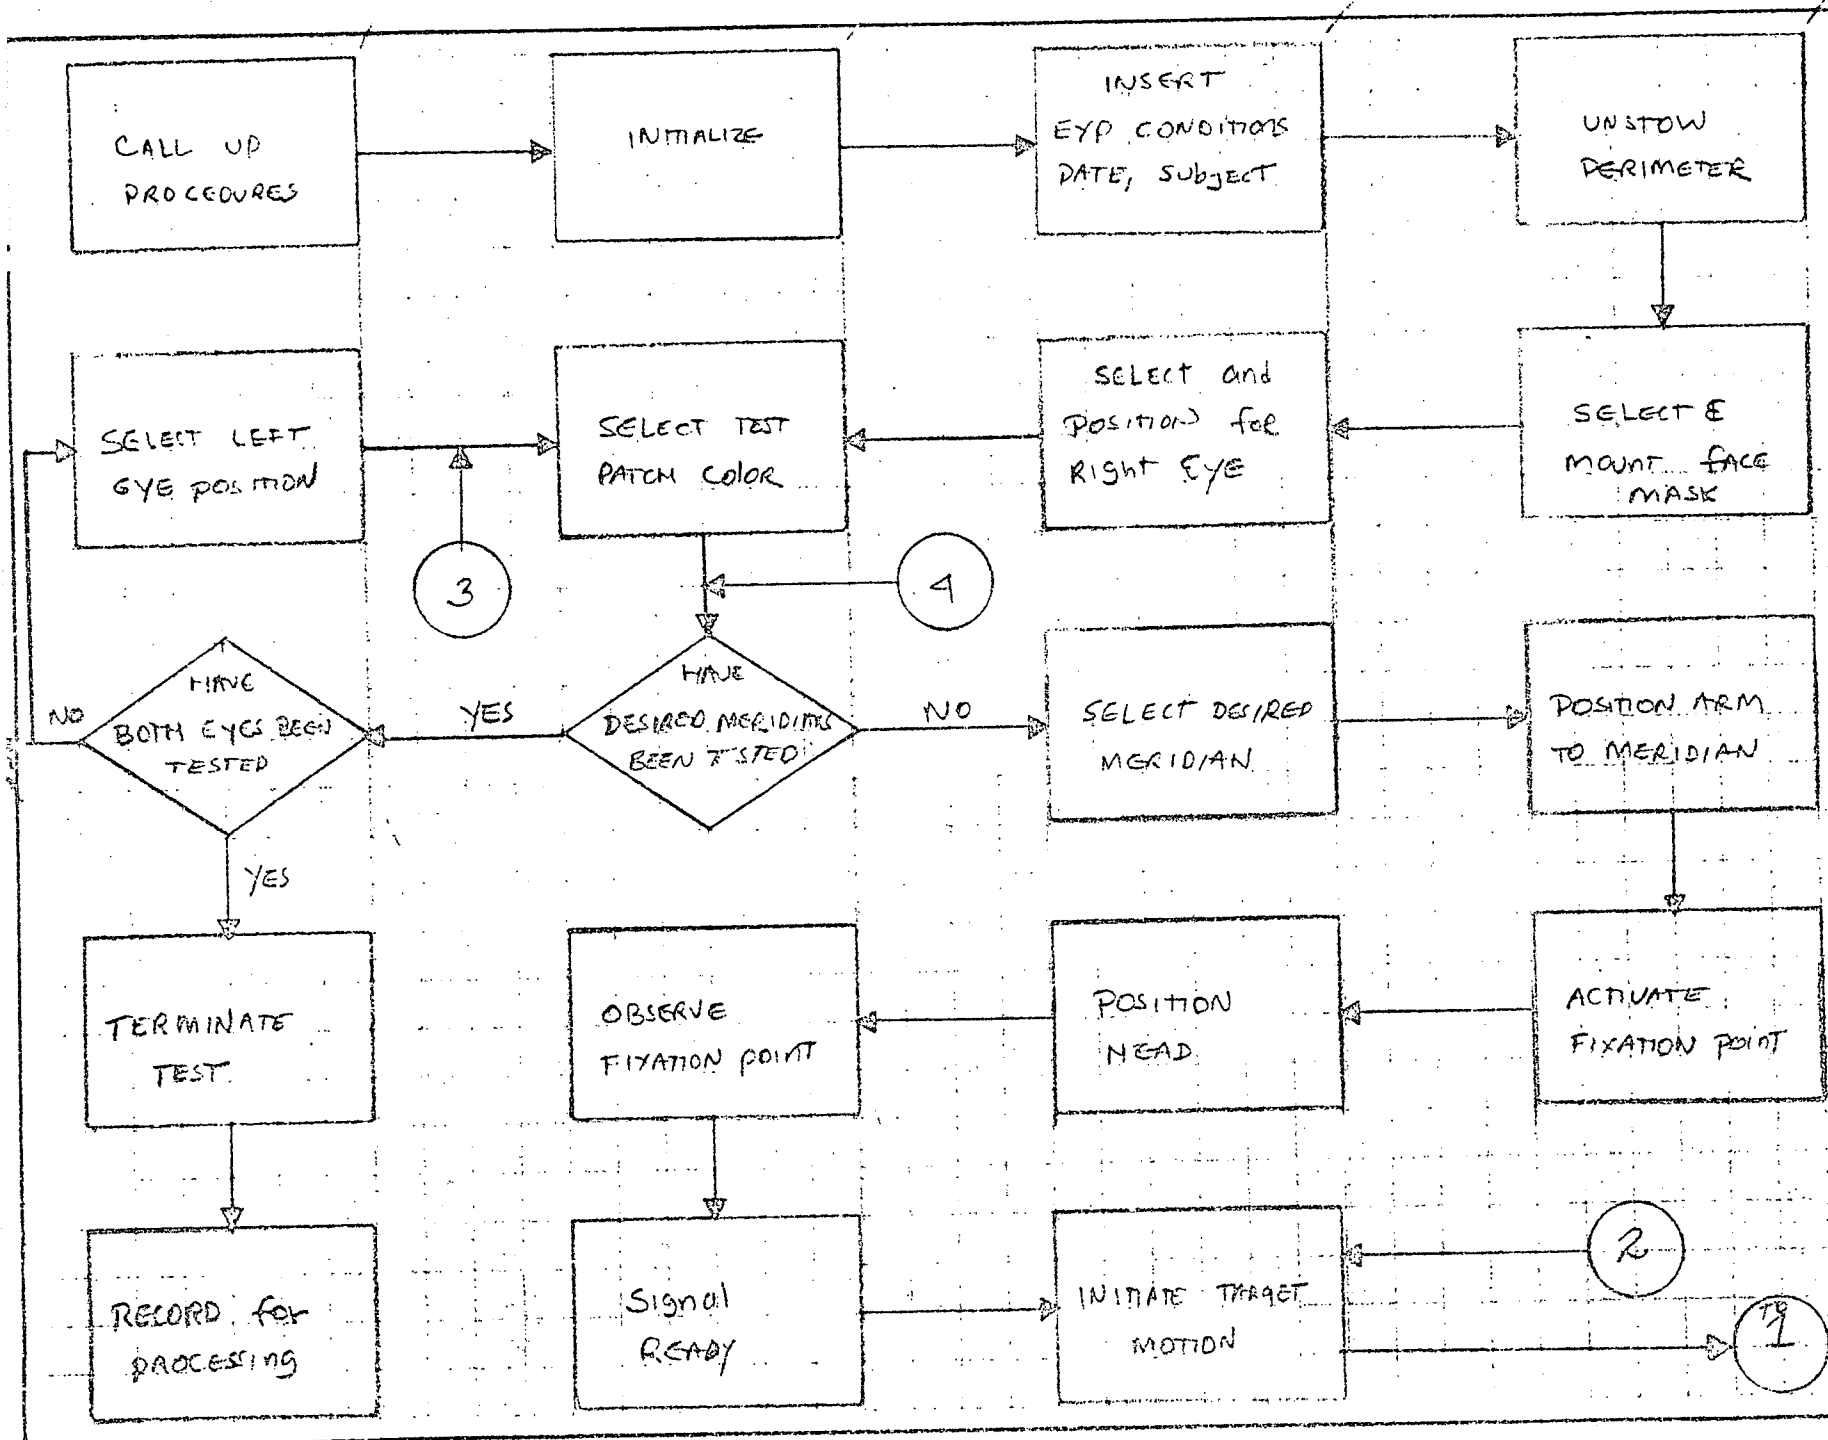 CALL UP
PROCEDURES
INITIALIZE
INSERT
EXP CONDITIONS
DATE, SUBJECT
UNSTOW
PERIMETER
SELECT LEFT
EYE POSITION
SELECT TEST
PATCH COLOR
SELECT and
POSITION for
Right EYE
SELECT &
MOUNT FACE
MASK
3
4
HAVE
BOTH EYES BEEN
TESTED
NO
YES
HAVE
DESIRED MERIDIANS
BEEN TESTED
NO
SELECT DESIRED
MERIDIAN
POSITION ARM
TO MERIDIAN
YES
TERMINATE
TEST
OBSERVE
FIXATION POINT
POSITION
HEAD
ACTIVATE
FIXATION POINT
RECORD for
PROCESSING
Signal
READY
INITIATE TARGET
MOTION
2
TO
1